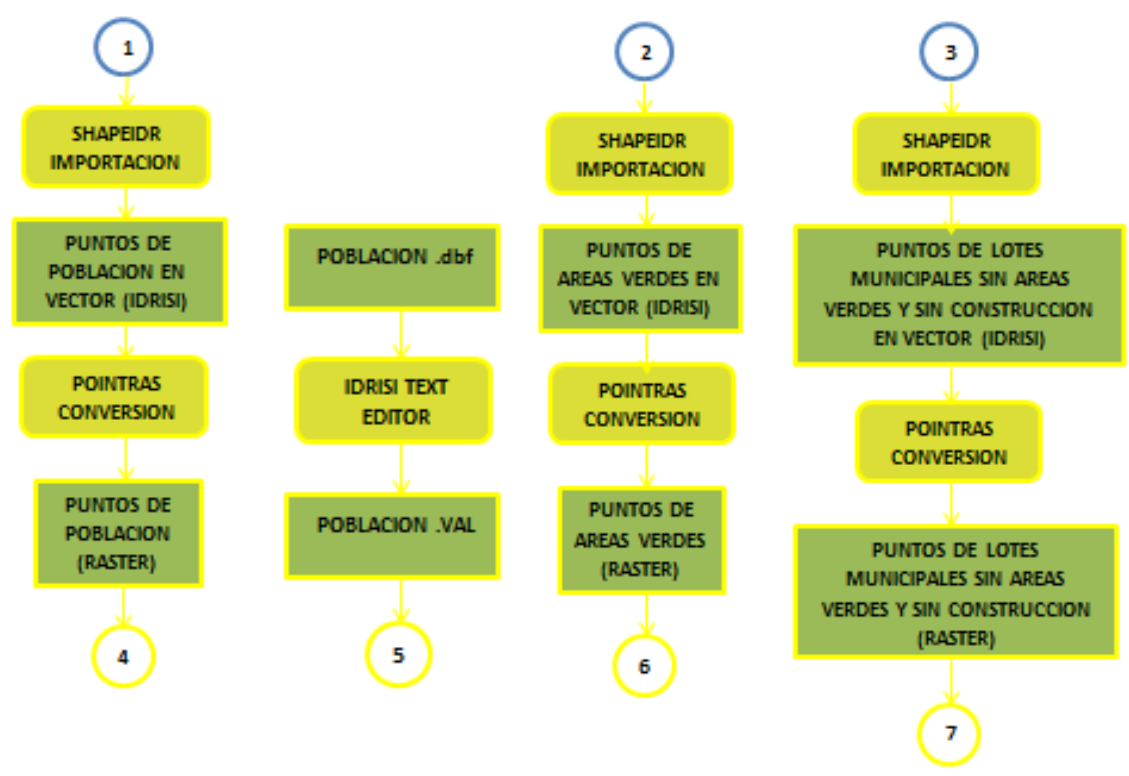 1
SHAPEIDR
IMPORTACION
PUNTOS DE
POBLACION EN
VECTOR (IDRISI)
POINTRAS
CONVERSION
PUNTOS DE
POBLACION
(RASTER)
4
POBLACION .dbf
IDRISI TEXT
EDITOR
POBLACION .VAL
5
2
SHAPEIDR
IMPORTACION
PUNTOS DE
AREAS VERDES EN
VECTOR (IDRISI)
POINTRAS
CONVERSION
PUNTOS DE
AREAS VERDES
(RASTER)
6
3
SHAPEIDR
IMPORTACION
PUNTOS DE LOTES
MUNICIPALES SIN AREAS
VERDES Y SIN CONSTRUCCION
EN VECTOR (IDRISI)
POINTRAS
CONVERSION
PUNTOS DE LOTES
MUNICIPALES SIN AREAS
VERDES Y SIN CONSTRUCCION
(RASTER)
7